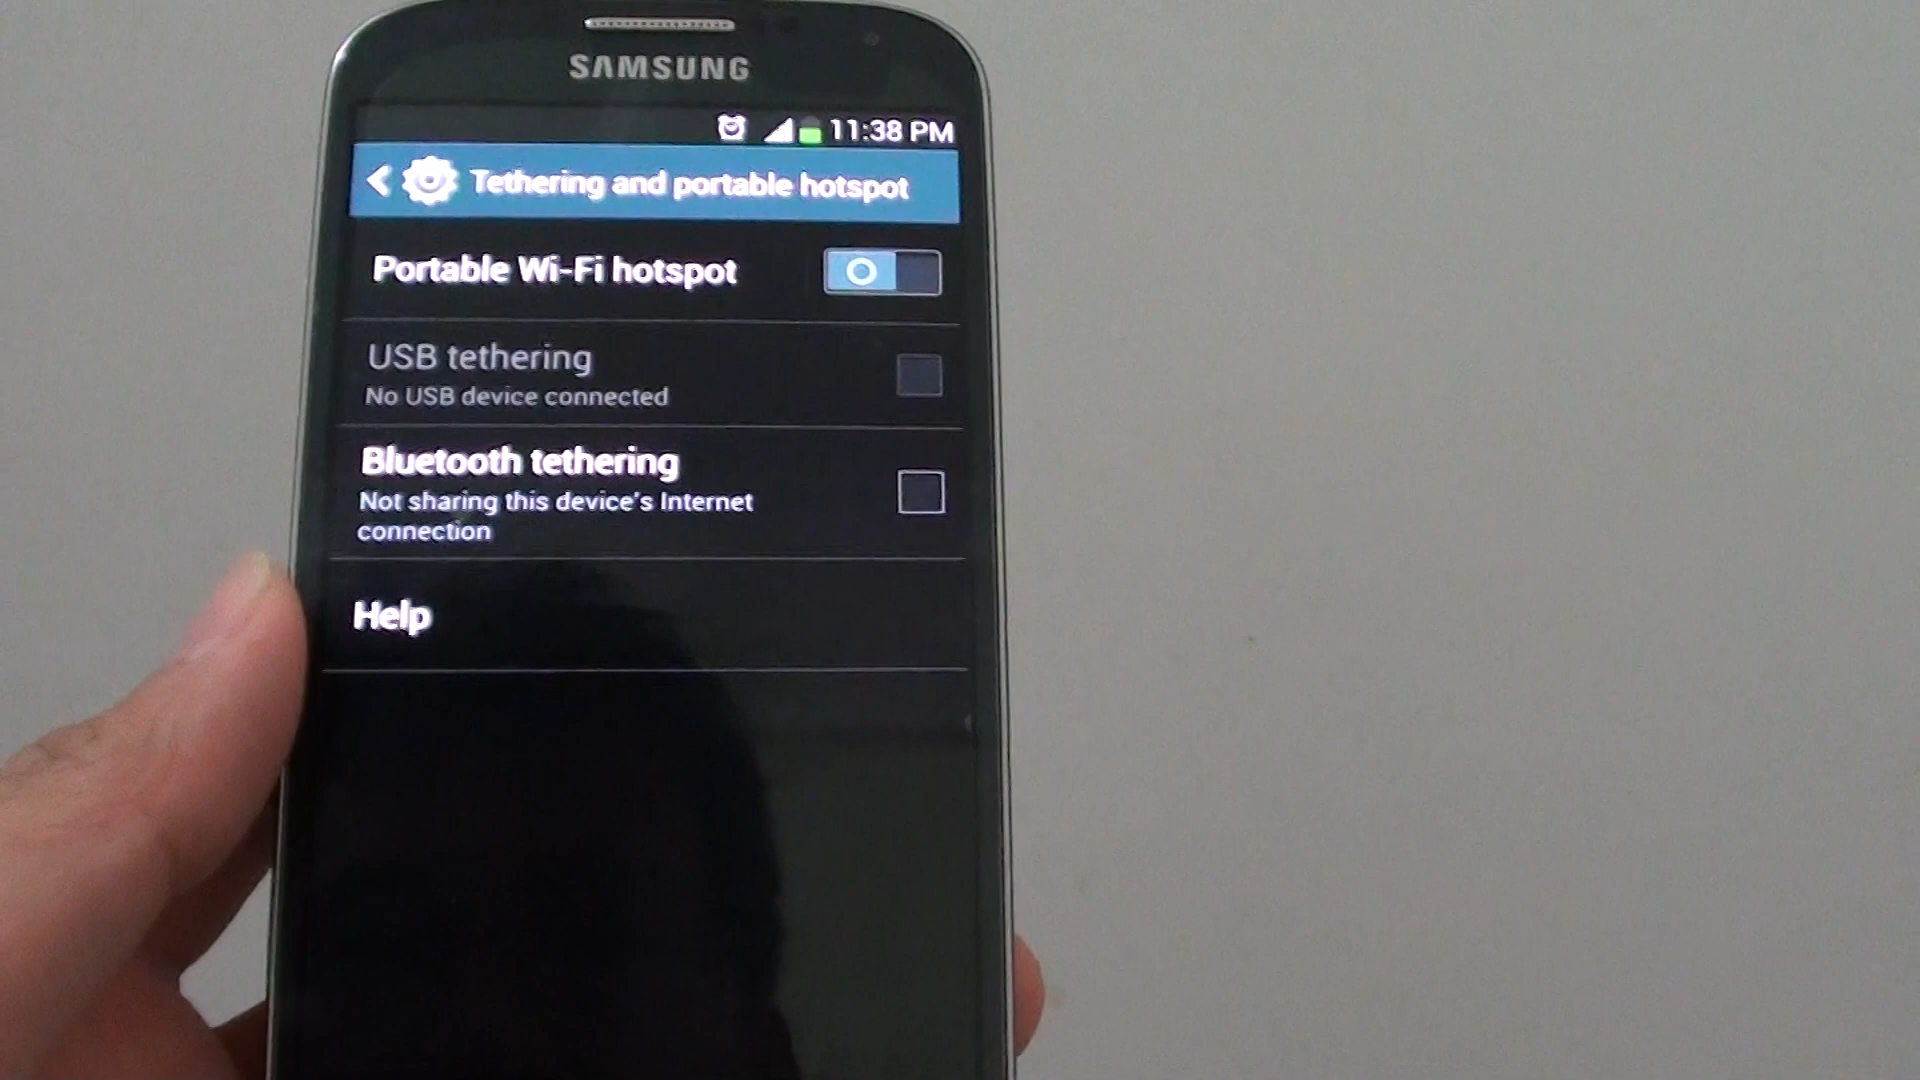 SAMSUNG
11:38 PM
Tethering and portable hotspot
Portable Wi-Fi hotspot
USB tethering
No USB device connected
Bluetooth tethering
Not sharing this device's Internet
connection
Help